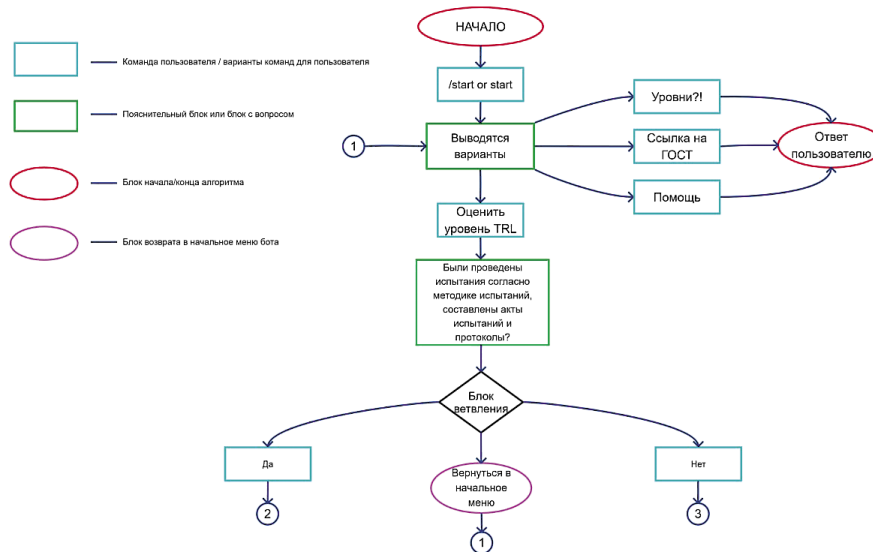 НАЧАЛО
Команда пользователя / варианты команд для пользователя
/start or start
Уровни?!
Пояснительный блок или блок с вопросом
1
Выводятся
варианты
Ссылка на
ГОСТ
Ответ
пользователю
Блок начала/конца алгоритма
Помощь
Оценить
уровень TRL
Блок возврата в начальное меню бота
Были проведены
испытания согласно
методике испытаний,
составлены акты
испытаний и
протоколы?
Блок
ветвления
Да
Вернуться в
начальное
меню
Нет
2
1
3